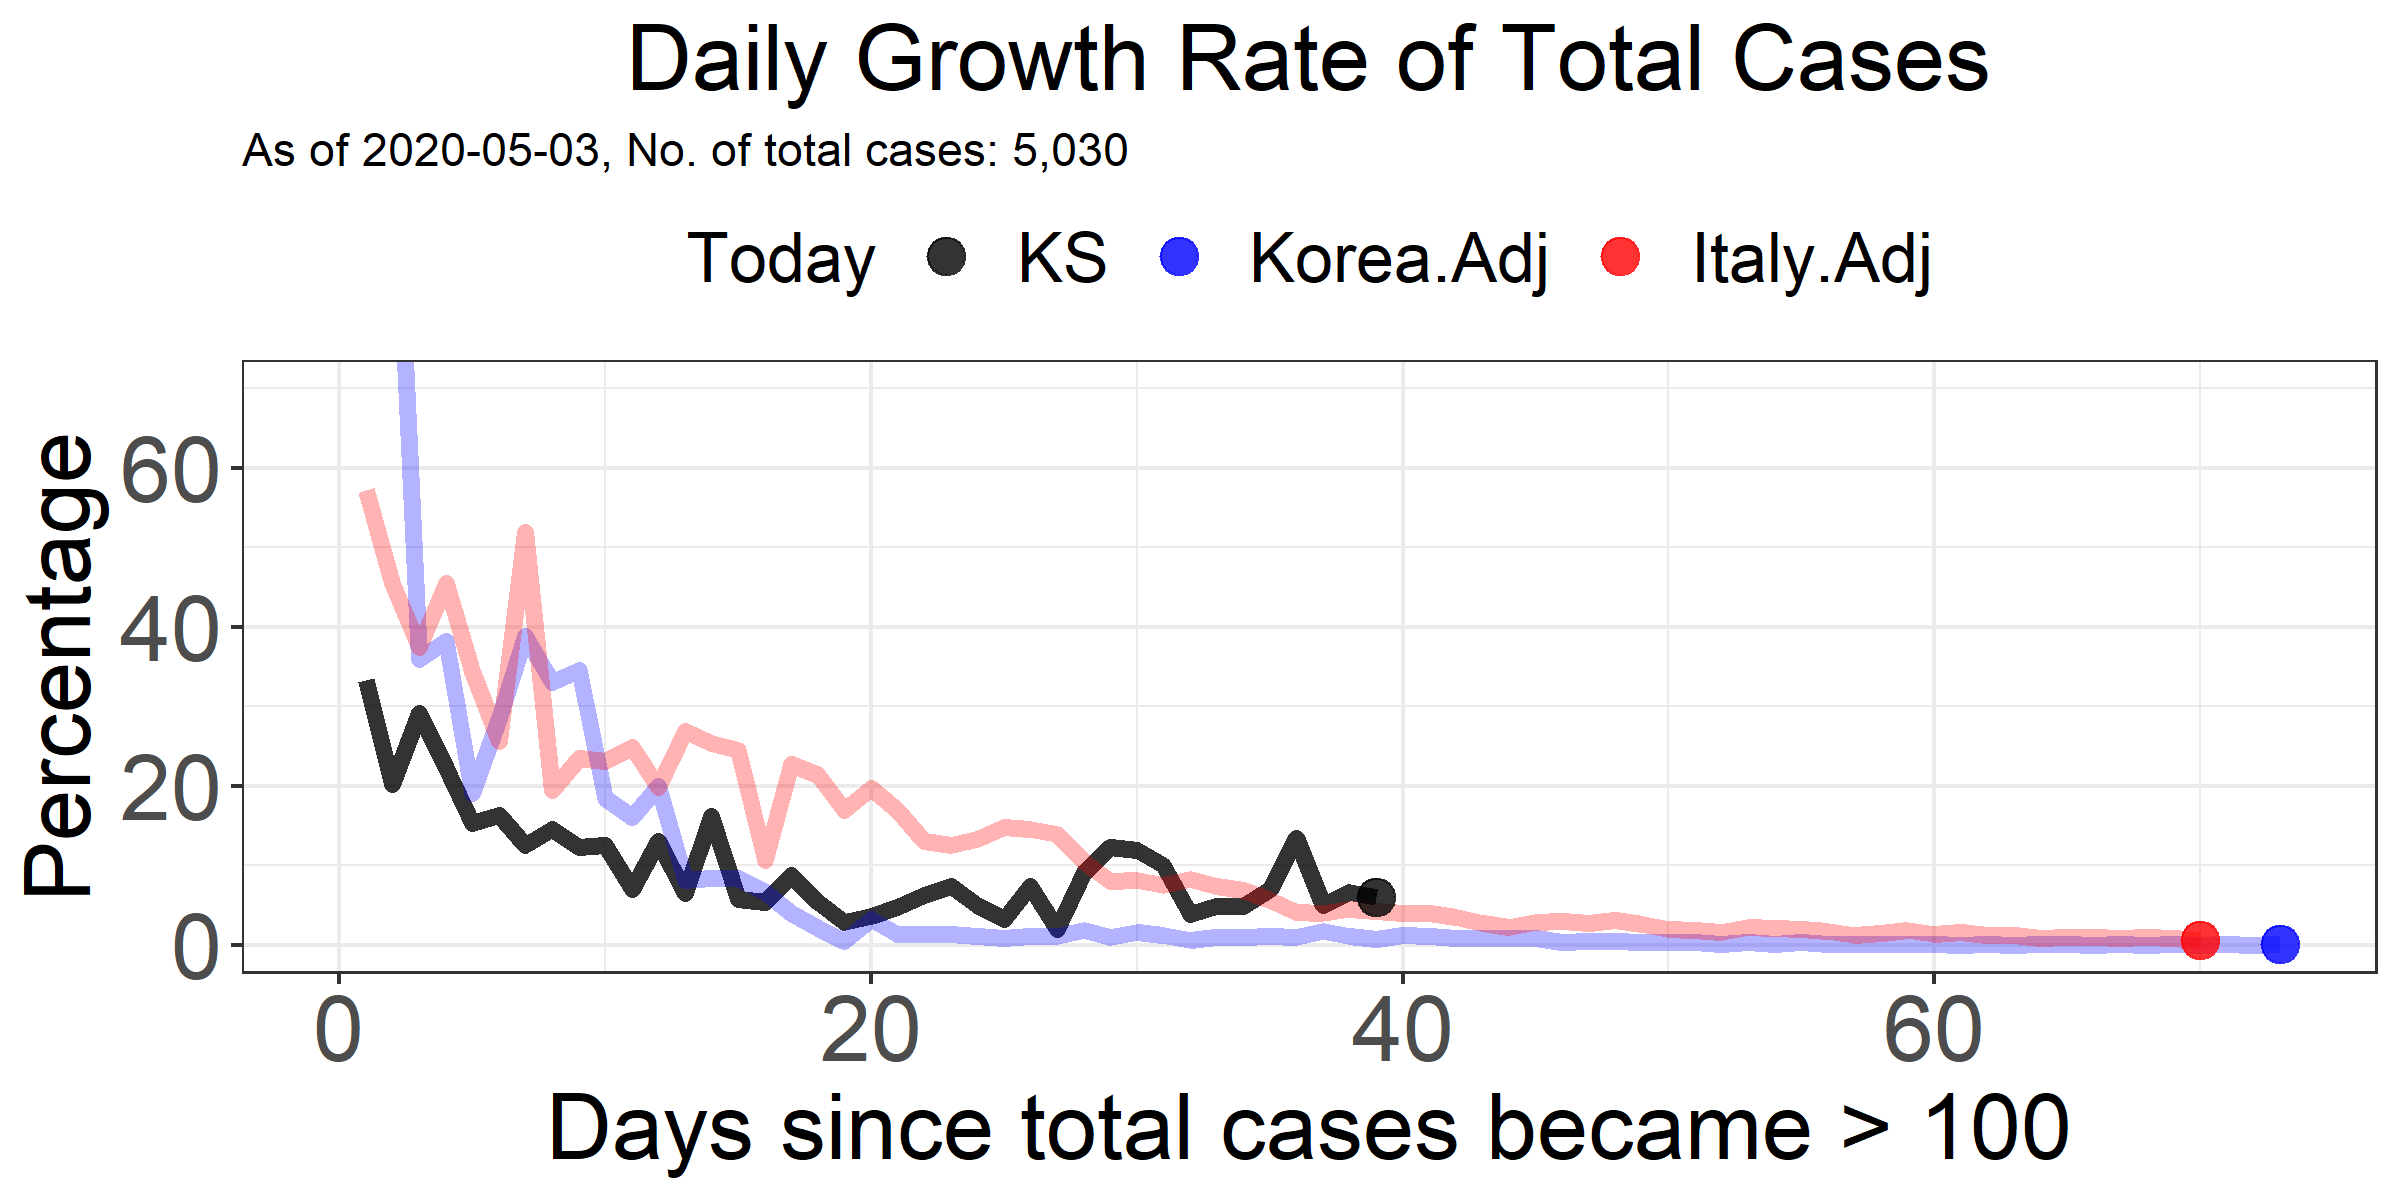 Daily Growth Rate of Total Cases
As of 2020-05-03, No. of total cases: 5,030
Today KS Korea.Adj Italy.Adj
Percentage
60
40
20
0
0 20 40 60
Days since total cases became > 100